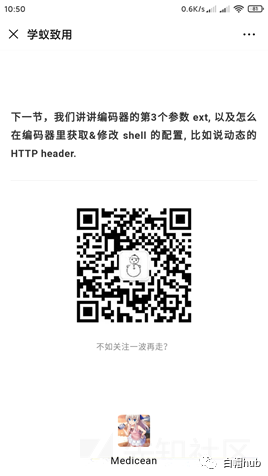 10:50
0.6K/s
81
学蚁致用
下一节，我们讲讲编码器的第3个参数 ext, 以及怎么
在编码器里获取&修改 shell 的配置, 比如说动态的
HTTP header.
不如关注一波再走？
知社区
Medicean
白帽hub